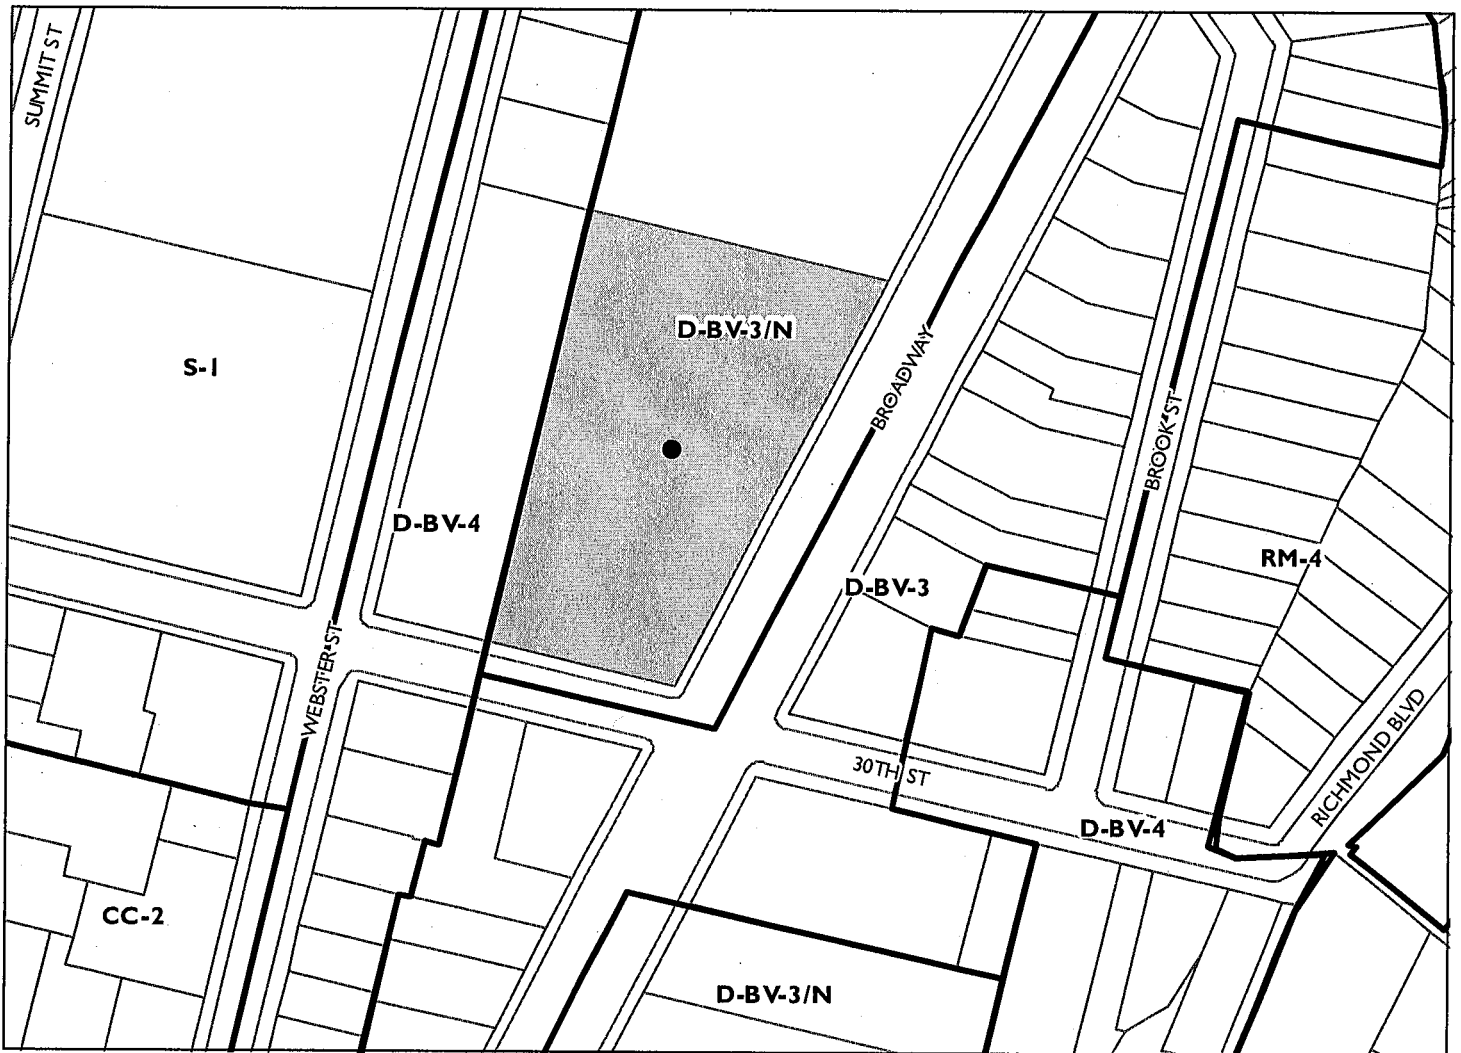 SUMMIT ST
D-BV-3/N
BROADWAY
S-1
BROOK ST
D-BV-4
RM-4
D-BV-3
WEBSTER ST
RICHMOND BLVD
30TH ST
D-BV-4
CC-2
D-BV-3/N